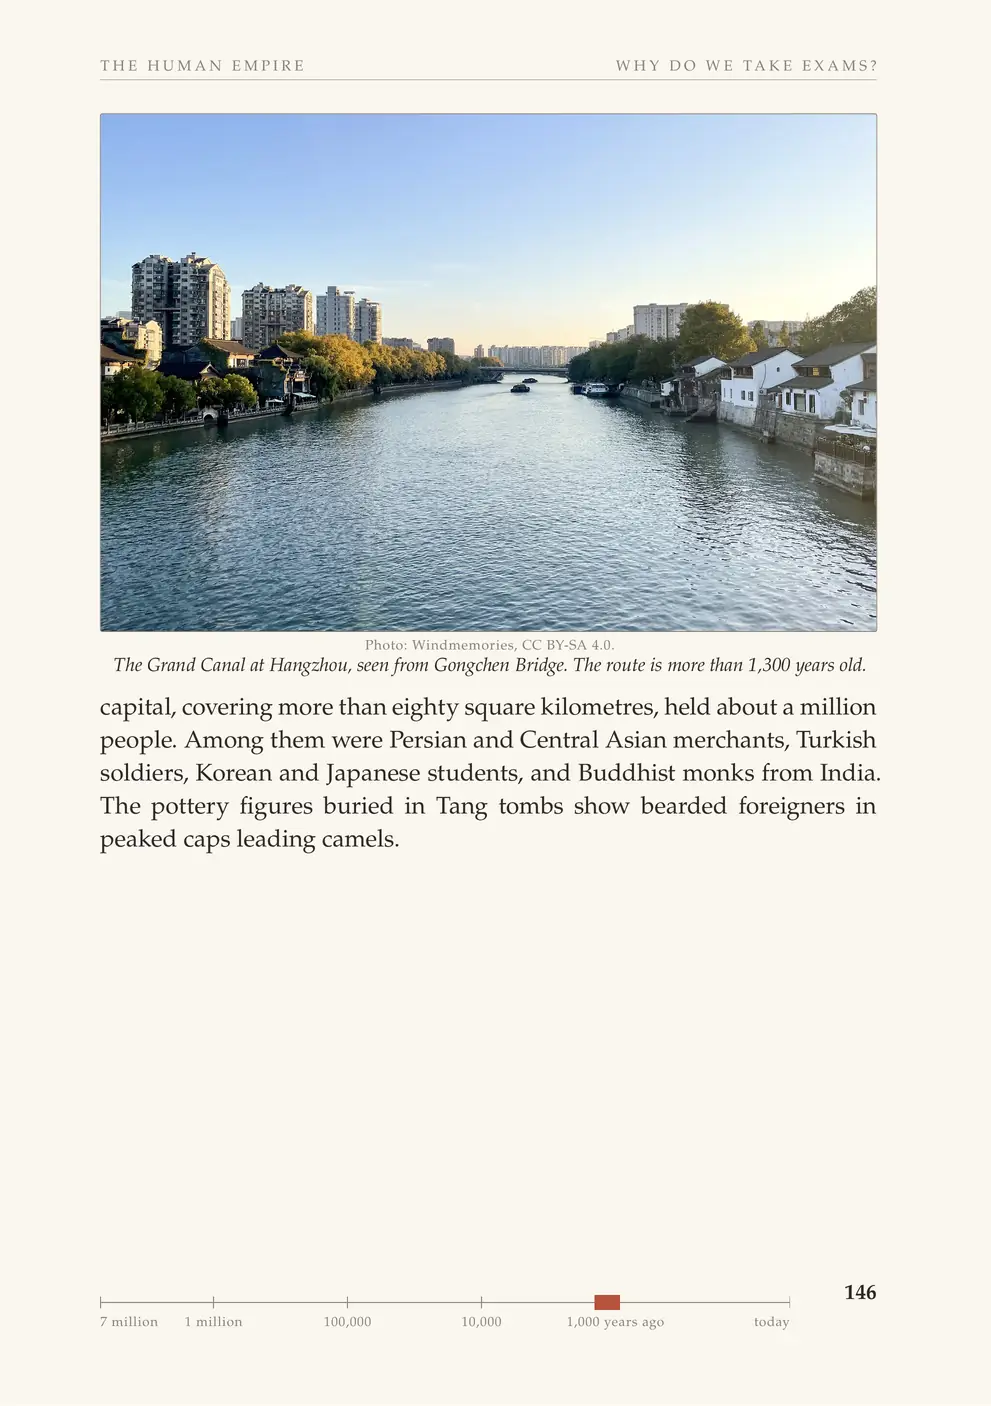 THE HUMAN EMPIRE
WHY DO WE TAKE EXAMS?
Photo: Windmemories, CC BY-SA 4.0.
The Grand Canal at Hangzhou, seen from Gongchen Bridge. The route is more than 1,300 years old.
capital, covering more than eighty square kilometres, held about a million
people. Among them were Persian and Central Asian merchants, Turkish
soldiers, Korean and Japanese students, and Buddhist monks from India.
The pottery figures buried in Tang tombs show bearded foreigners in
peaked caps leading camels.
146
7 million 1 million 100,000 10,000 1,000 years ago today